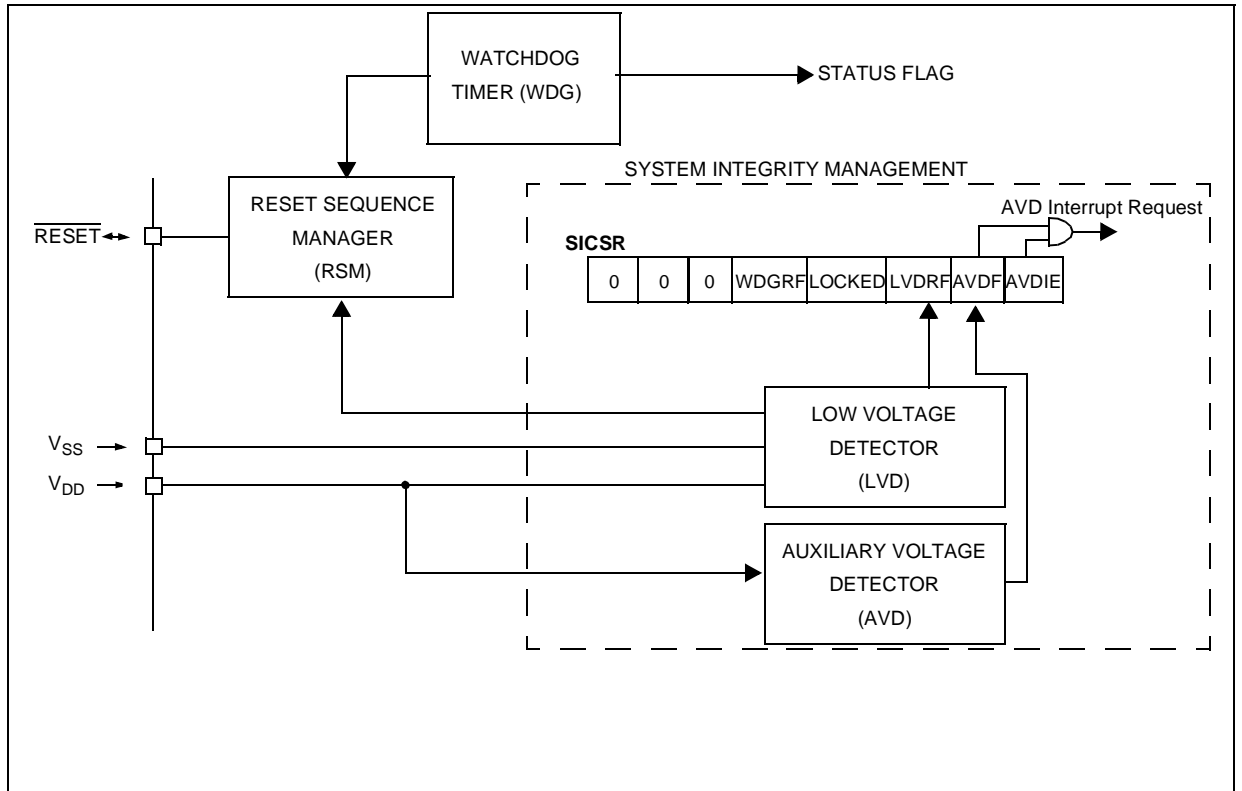 WATCHDOG
TIMER (WDG)
STATUS FLAG
SYSTEM INTEGRITY MANAGEMENT
RESET SEQUENCE
MANAGER
(RSM)
RESET
AVD Interrupt Request
SICSR
0 0 0 WDGRF LOCKED LVDRF AVDF AVDIE
LOW VOLTAGE
DETECTOR
(LVD)
VSS
VDD
AUXILIARY VOLTAGE
DETECTOR
(AVD)